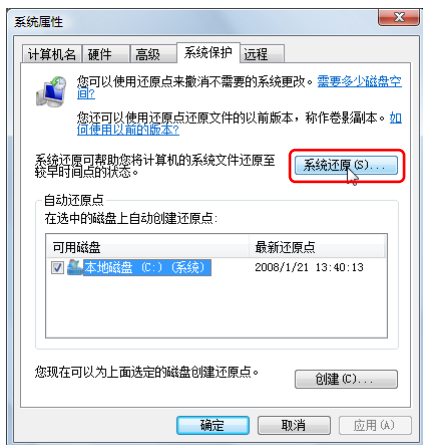 系统属性
计算机名 硬件 高级 系统保护 远程
您可以使用还原点来撤消不需要的系统更改。需要多少磁盘空
间?
您还可以使用还原点还原文件的以前版本，称作卷影副本。如
何使用以前的版本?
系统还原可帮助您将计算机的系统文件还原至
较早时间点的状态。
系统还原(S)...
自动还原点
在选中的磁盘上自动创建还原点:
可用磁盘 最新还原点
本地磁盘 (C:) (系统) 2008/1/21 13:40:13
您现在可以为上面选定的磁盘创建还原点。
创建(C)...
确定 取消 应用(A)